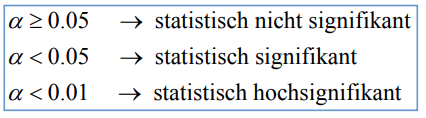 α ≥ 0.05 → statistisch nicht signifikant
α < 0.05 → statistisch signifikant
α < 0.01 → statistisch hochsignifikant